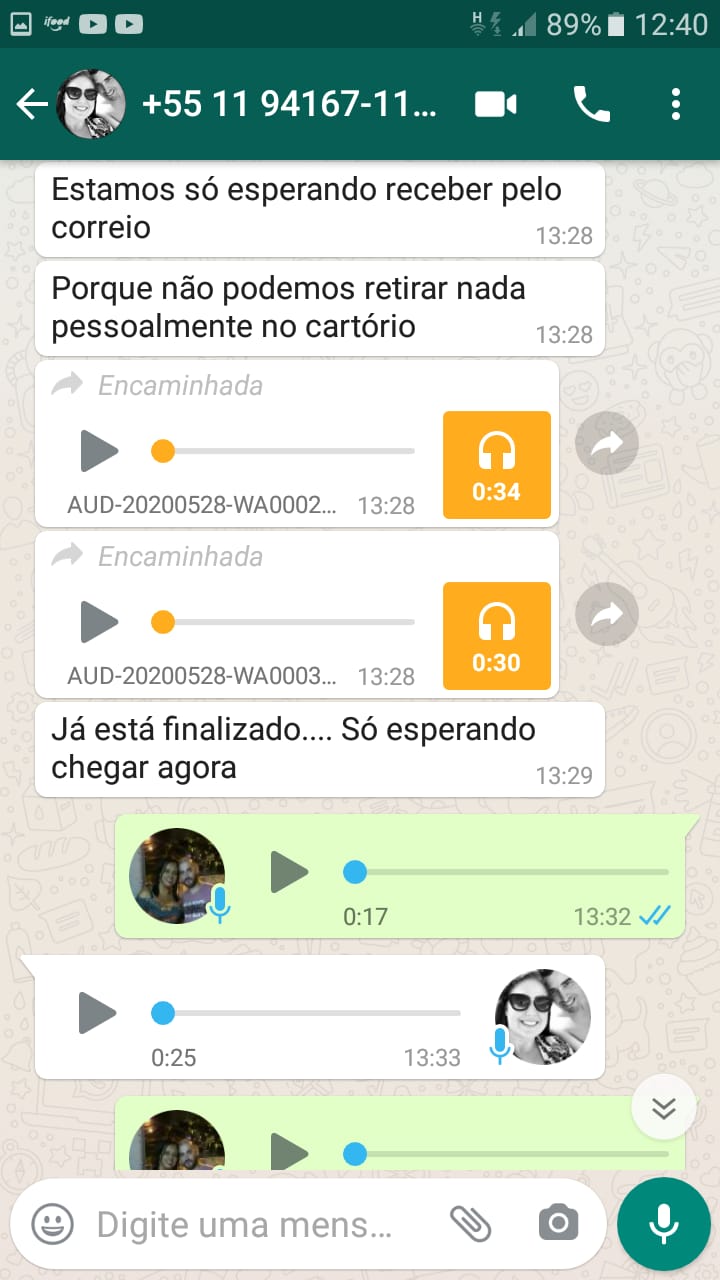 ifood
H
89%
12:40
+55 11 94167-11...
Estamos só esperando receber pelo
correio
13:28
Porque não podemos retirar nada
pessoalmente no cartório
13:28
Encaminhada
0:34
AUD-20200528-WA0002...
13:28
Encaminhada
0:30
AUD-20200528-WA0003...
13:28
Já está finalizado.... Só esperando
chegar agora
13:29
0:17
13:32
0:25
13:33
Digite uma mens...